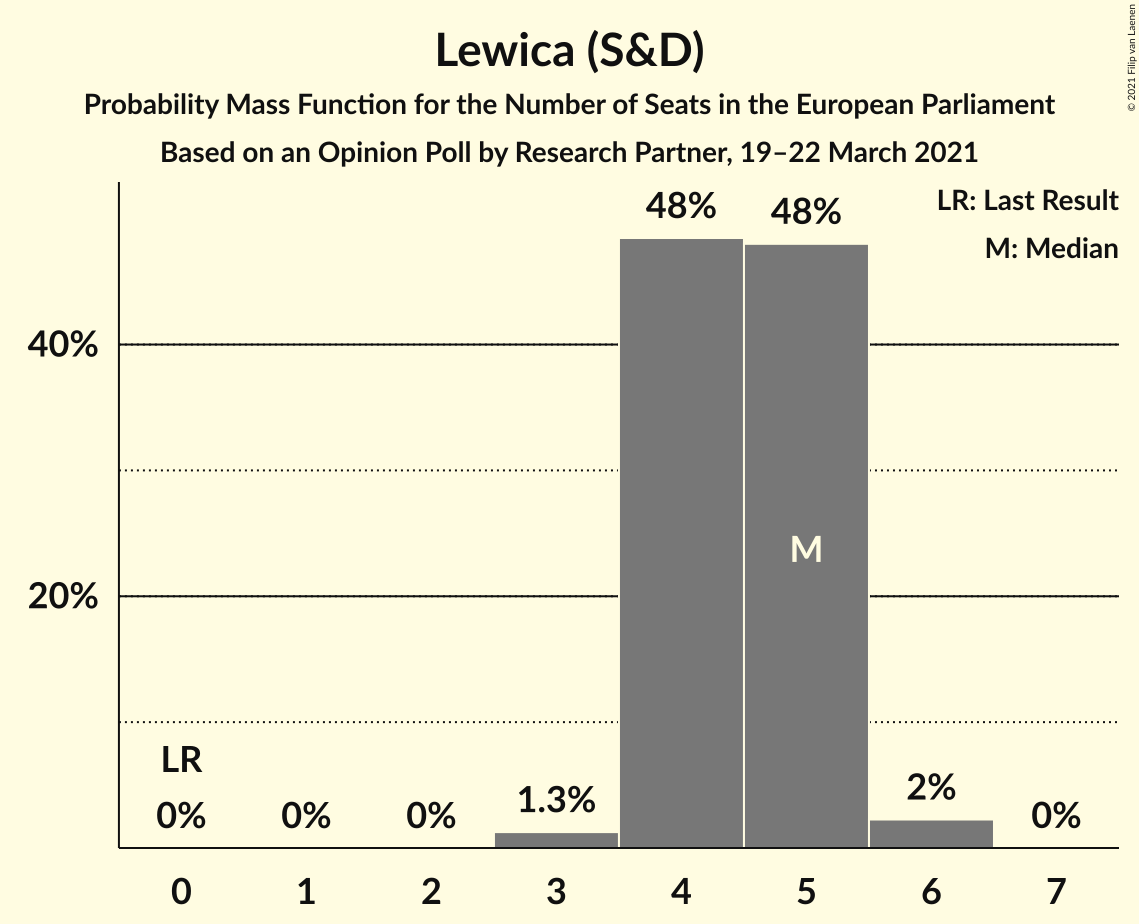 Lewica (S&D)
Probability Mass Function for the Number of Seats in the European Parliament
Based on an Opinion Poll by Research Partner, 19–22 March 2021
© 2021 Filip van Laenen
LR: Last Result
M: Median
48%
48%
40%
M
20%
LR
0%
0%
0%
1.3%
2%
0%
0
1
2
3
4
5
6
7